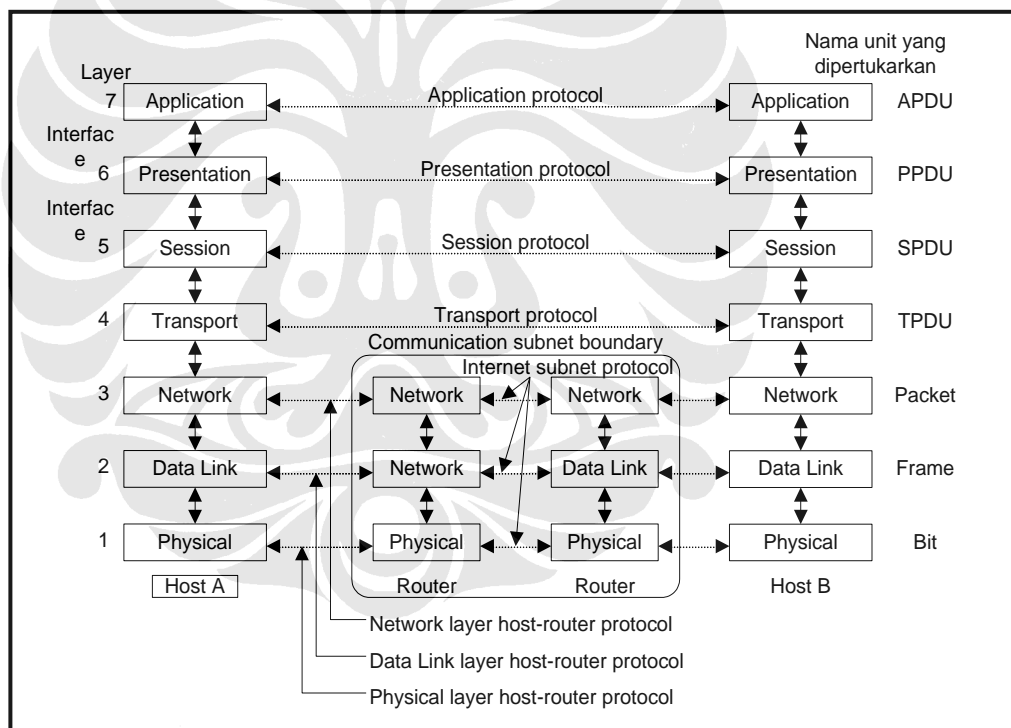 Nama unit yang
dipertukarkan
Layer
7 Application Application protocol Application APDU
Interfac
e
6 Presentation Presentation protocol Presentation PPDU
Interfac
e
5 Session Session protocol Session SPDU
4 Transport Transport protocol Transport TPDU
Communication subnet boundary
Internet subnet protocol
3 Network Network Network Network Packet
2 Data Link Network Data Link Data Link Frame
1 Physical Physical Physical Physical Bit
Host A Router Router Host B
Network layer host-router protocol
Data Link layer host-router protocol
Physical layer host-router protocol